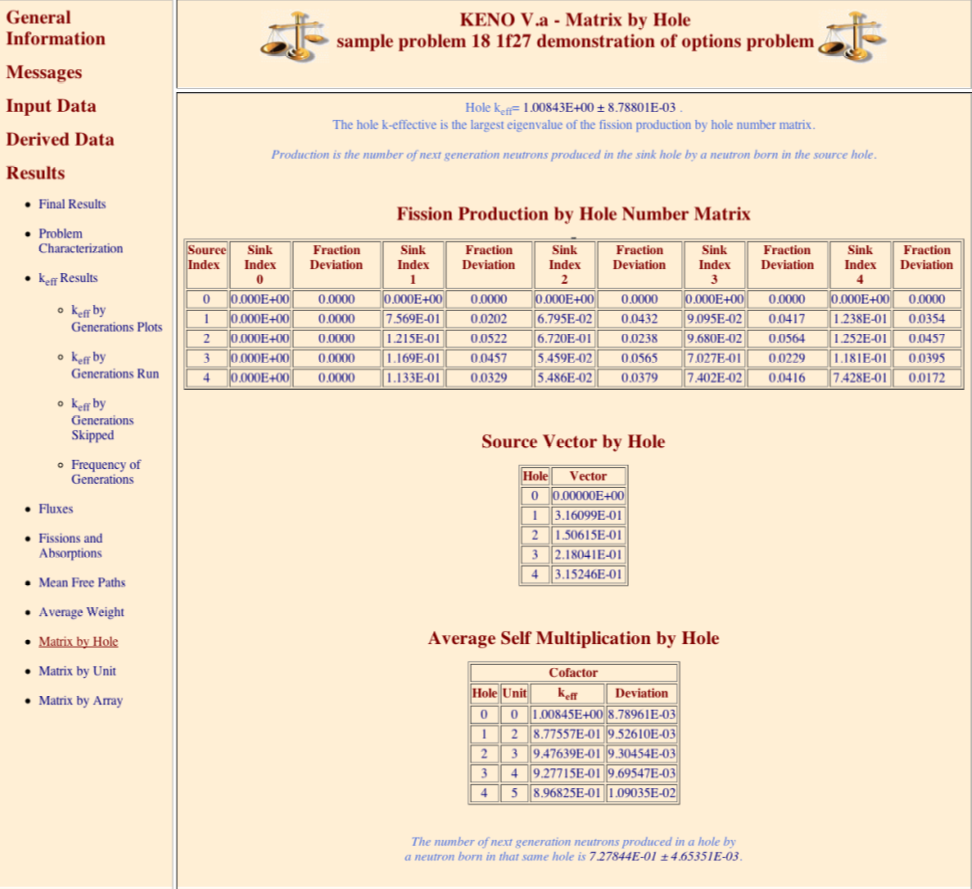 General
Information
Messages
Input Data
Derived Data
Results
Final Results
Problem
Characterization
keff Results
keff by
Generations Plots
keff by
Generations Run
keff by
Generations
Skipped
Frequency of
Generations
Fluxes
Fissions and
Absorptions
Mean Free Paths
Average Weight
Matrix by Hole
Matrix by Unit
Matrix by Array
KENO V.a - Matrix by Hole
sample problem 18 1f27 demonstration of options problem
Hole keff= 1.00843E+00 ± 8.78801E-03 .
The hole k-effective is the largest eigenvalue of the fission production by hole number matrix.
Production is the number of next generation neutrons produced in the sink hole by a neutron born in the source hole.
Fission Production by Hole Number Matrix
Source Sink Fraction Sink Fraction Sink Fraction Sink Fraction Sink Fraction
Index Index Deviation Index Deviation Index Deviation Index Deviation Index Deviation
0 1 2 3 4
0 0.000E+00 0.0000 0.000E+00 0.0000 0.000E+00 0.0000 0.000E+00 0.0000 0.000E+00 0.0000
1 0.000E+00 0.0000 7.569E-01 0.0202 6.795E-02 0.0432 9.095E-02 0.0417 1.238E-01 0.0354
2 0.000E+00 0.0000 1.215E-01 0.0522 6.720E-01 0.0238 9.680E-02 0.0564 1.252E-01 0.0457
3 0.000E+00 0.0000 1.169E-01 0.0457 5.459E-02 0.0565 7.027E-01 0.0229 1.181E-01 0.0395
4 0.000E+00 0.0000 1.133E-01 0.0329 5.486E-02 0.0379 7.402E-02 0.0416 7.428E-01 0.0172
Source Vector by Hole
Hole Vector
0 0.00000E+00
1 3.16099E-01
2 1.50615E-01
3 2.18041E-01
4 3.15246E-01
Average Self Multiplication by Hole
Cofactor
Hole Unit keff Deviation
0 0 1.00845E+00 8.78961E-03
1 2 8.77557E-01 9.52610E-03
2 3 9.47639E-01 9.30454E-03
3 4 9.27715E-01 9.69547E-03
4 5 8.96825E-01 1.09035E-02
The number of next generation neutrons produced in a hole by
a neutron born in that same hole is 7.27844E-01 ± 4.65351E-03.